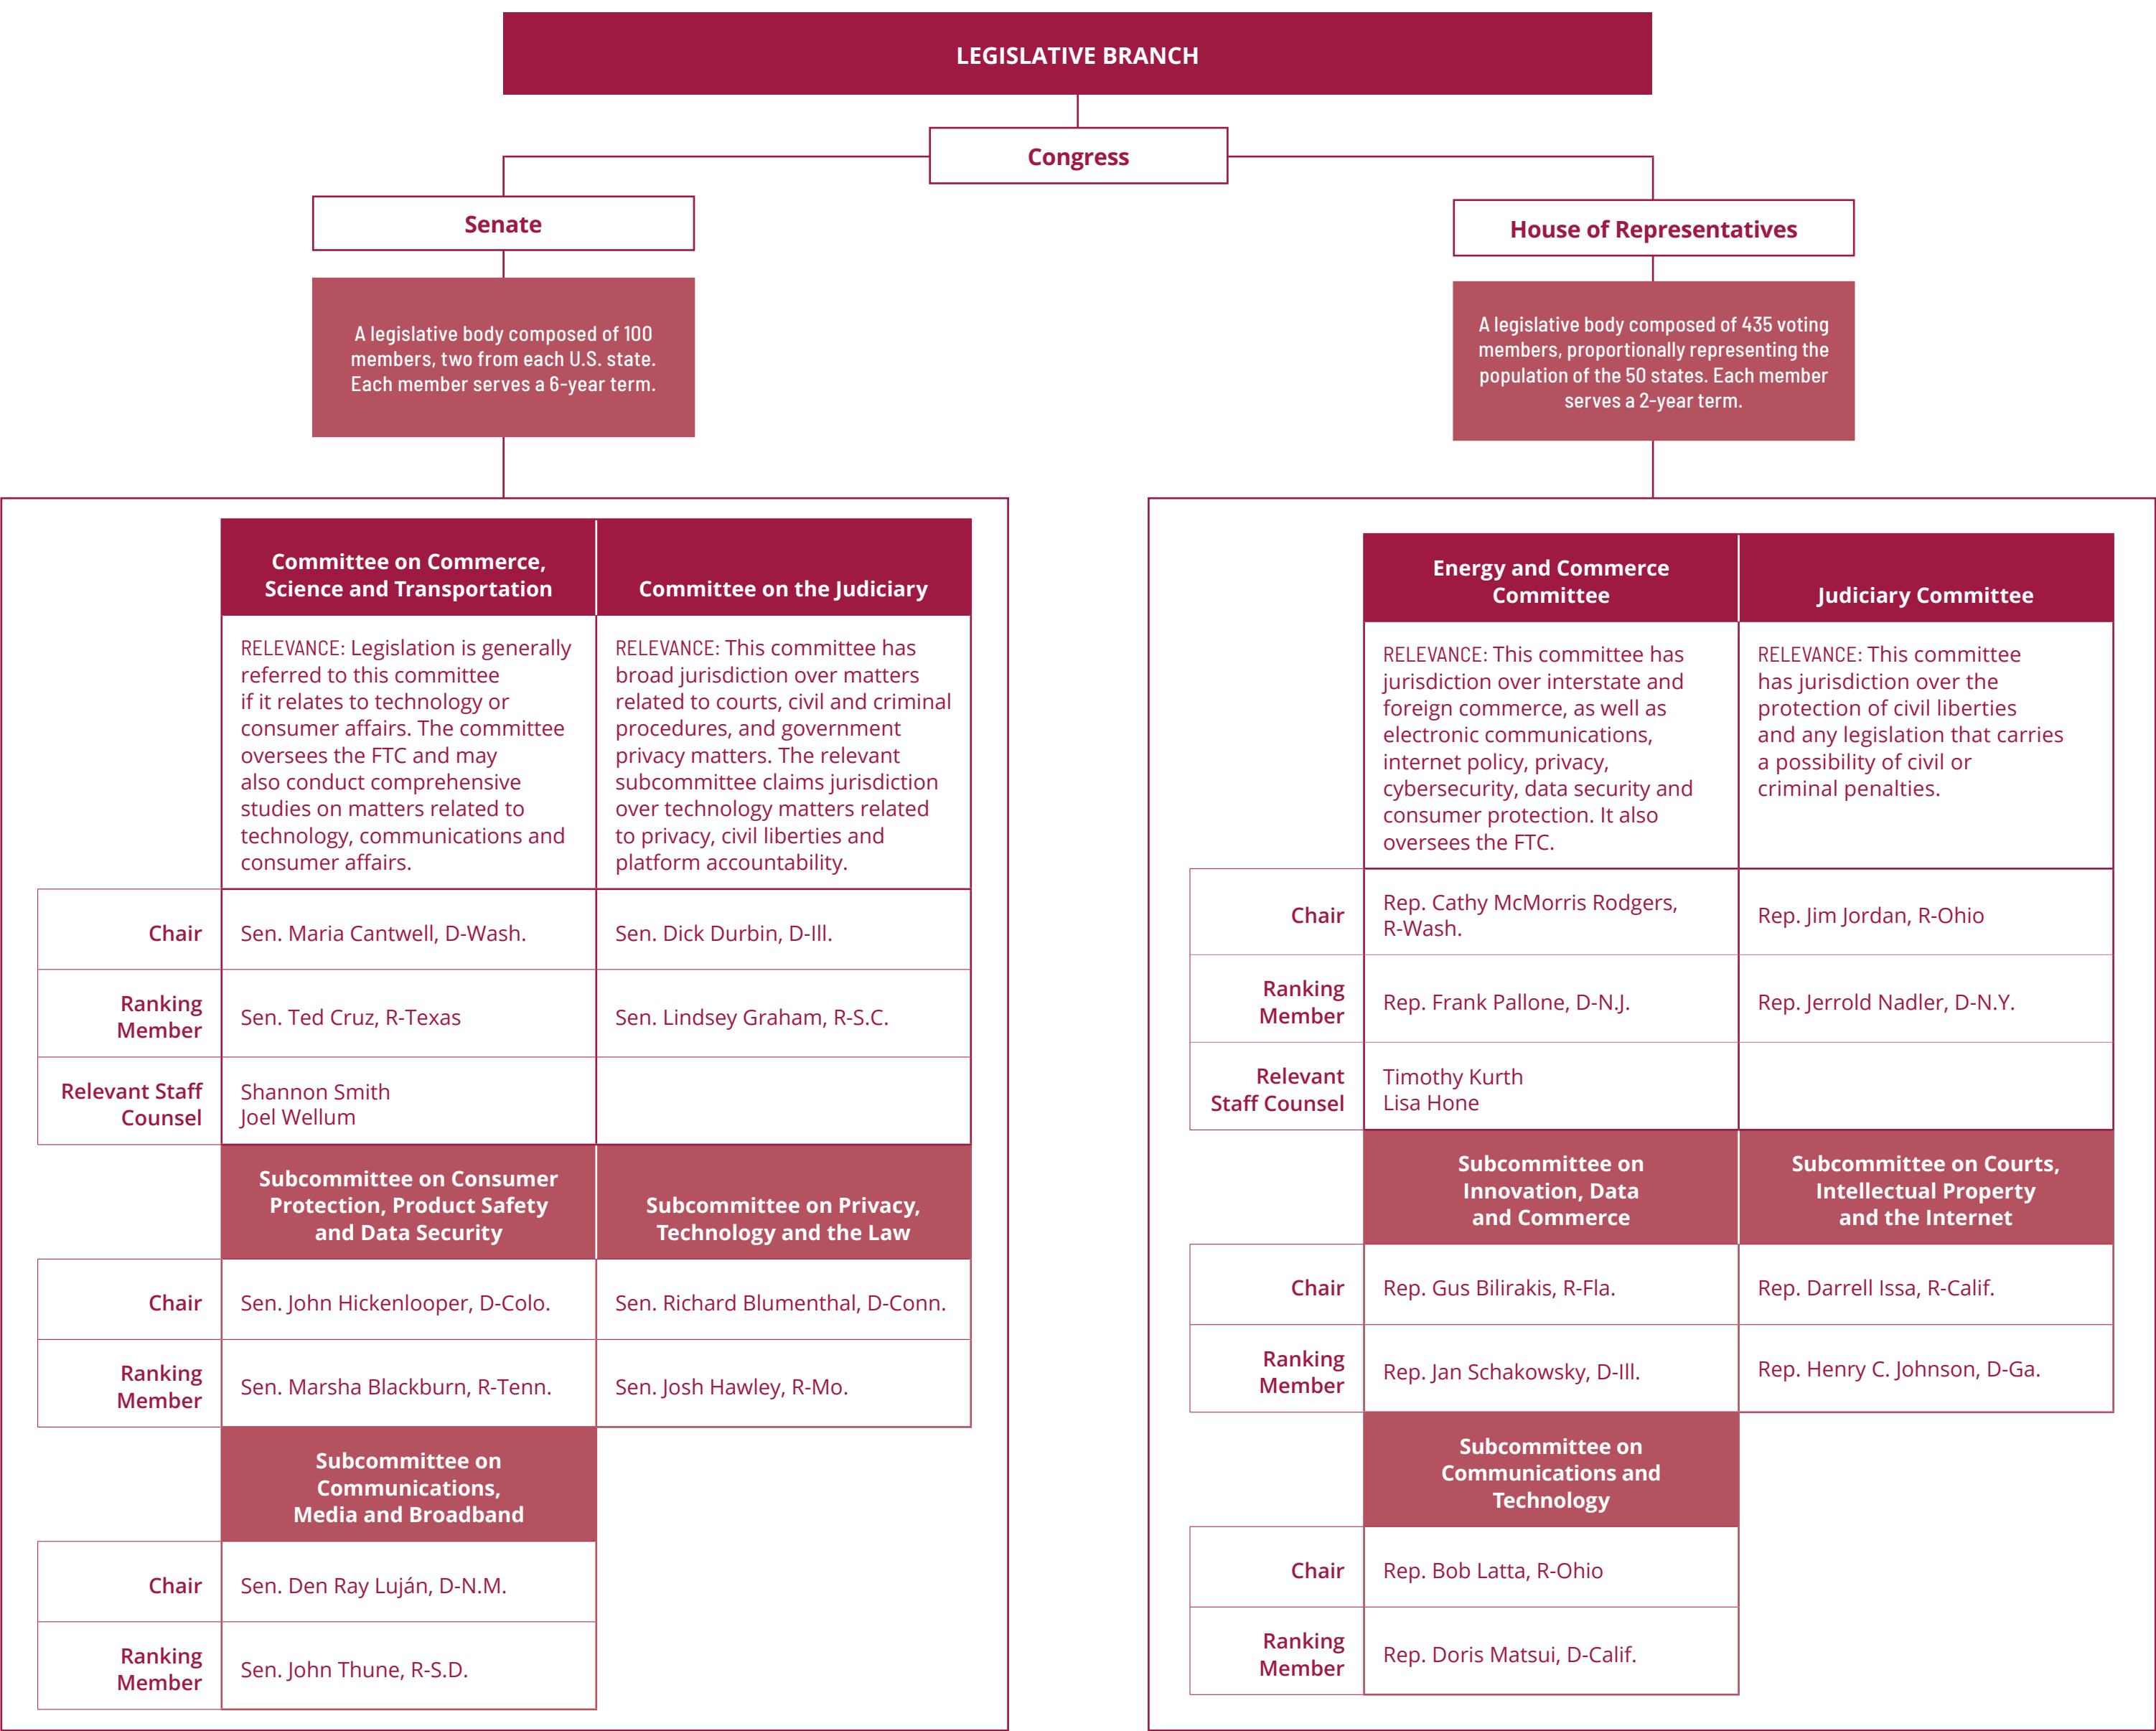 LEGISLATIVE BRANCH
Congress
Senate
A legislative body composed of 100
members, two from each U.S. state.
Each member serves a 6-year term.
House of Representatives
A legislative body composed of 435 voting
members, proportionally representing the
population of the 50 states. Each member
serves a 2-year term.
Committee on Commerce,
Science and Transportation
Committee on the Judiciary
RELEVANCE: Legislation is generally
referred to this committee
if it relates to technology or
consumer affairs. The committee
oversees the FTC and may
also conduct comprehensive
studies on matters related to
technology, communications and
consumer affairs.
RELEVANCE: This committee has
broad jurisdiction over matters
related to courts, civil and criminal
procedures, and government
privacy matters. The relevant
subcommittee claims jurisdiction
over technology matters related
to privacy, civil liberties and
platform accountability.
Chair
Sen. Maria Cantwell, D-Wash.
Sen. Dick Durbin, D-Ill.
Ranking
Member
Sen. Ted Cruz, R-Texas
Sen. Lindsey Graham, R-S.C.
Relevant Staff
Counsel
Shannon Smith
Joel Wellum
Subcommittee on Consumer
Protection, Product Safety
and Data Security
Subcommittee on Privacy,
Technology and the Law
Chair
Sen. John Hickenlooper, D-Colo.
Sen. Richard Blumenthal, D-Conn.
Ranking
Member
Sen. Marsha Blackburn, R-Tenn.
Sen. Josh Hawley, R-Mo.
Subcommittee on
Communications,
Media and Broadband
Chair
Sen. Den Ray Luján, D-N.M.
Ranking
Member
Sen. John Thune, R-S.D.
Energy and Commerce
Committee
Judiciary Committee
RELEVANCE: This committee has
jurisdiction over interstate and
foreign commerce, as well as
electronic communications,
internet policy, privacy,
cybersecurity, data security and
consumer protection. It also
oversees the FTC.
RELEVANCE: This committee
has jurisdiction over the
protection of civil liberties
and any legislation that carries
a possibility of civil or
criminal penalties.
Chair
Rep. Cathy McMorris Rodgers,
R-Wash.
Rep. Jim Jordan, R-Ohio
Ranking
Member
Rep. Frank Pallone, D-N.J.
Rep. Jerrold Nadler, D-N.Y.
Relevant
Staff Counsel
Timothy Kurth
Lisa Hone
Subcommittee on
Innovation, Data
and Commerce
Subcommittee on Courts,
Intellectual Property
and the Internet
Chair
Rep. Gus Bilirakis, R-Fla.
Rep. Darrell Issa, R-Calif.
Ranking
Member
Rep. Jan Schakowsky, D-Ill.
Rep. Henry C. Johnson, D-Ga.
Subcommittee on
Communications and
Technology
Chair
Rep. Bob Latta, R-Ohio
Ranking
Member
Rep. Doris Matsui, D-Calif.